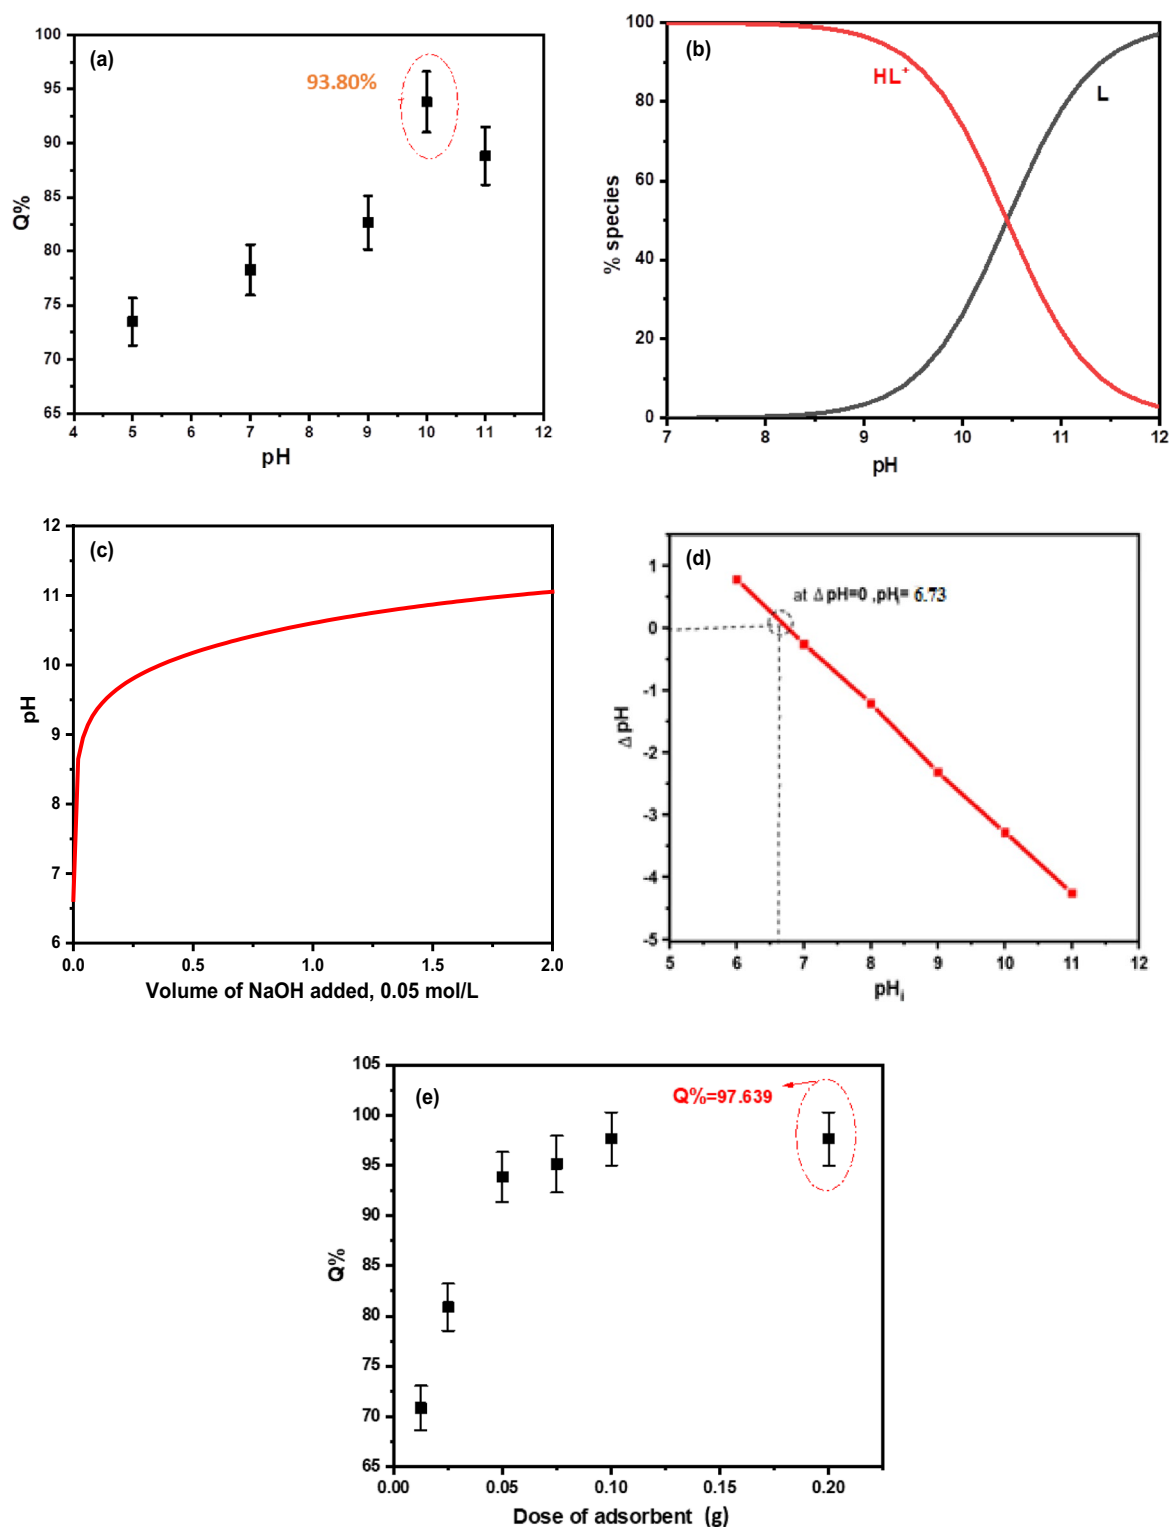 (a)
93.80%
100
95
90
85
80
75
70
65
Q%
4 5 6 7 8 9 10 11 12
pH
(b)
HL+
L
100
80
60
40
20
0
% species
7 8 9 10 11 12
pH
(c)
12
11
10
9
8
7
6
pH
0.0 0.5 1.0 1.5 2.0
Volume of NaOH added, 0.05 mol/L
(d)
at Δ pH=0 ,pHi= 6.73
1
0
-1
-2
-3
-4
-5
Δ pH
5 6 7 8 9 10 11 12
pHi
(e)
Q%=97.639
105
100
95
90
85
80
75
70
65
Q%
0.00 0.05 0.10 0.15 0.20
Dose of adsorbent (g)